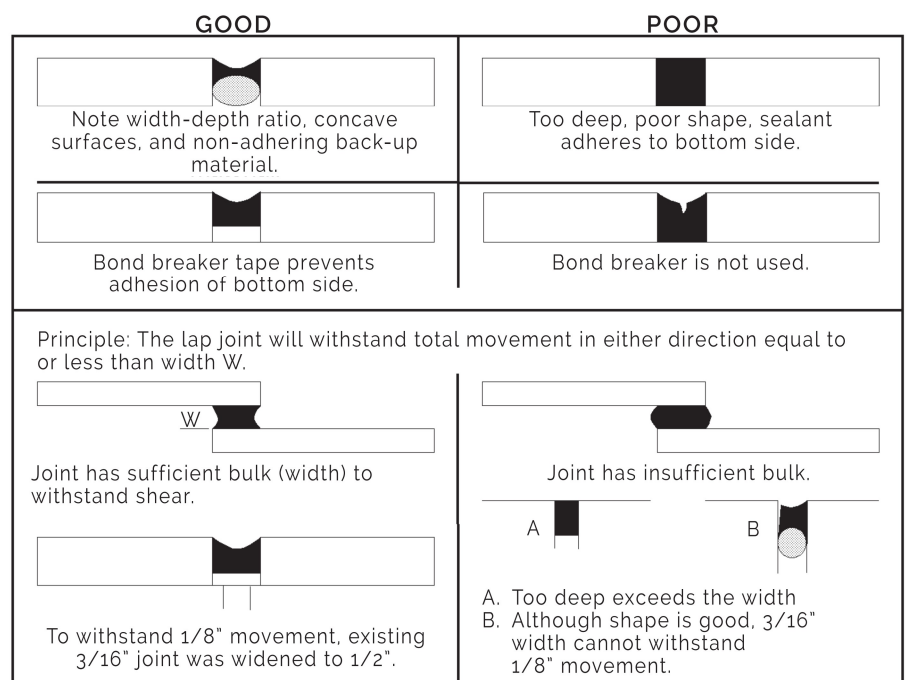 GOOD
POOR
Note width-depth ratio, concave
surfaces, and non-adhering back-up
material.
Too deep, poor shape, sealant
adheres to bottom side.
Bond breaker tape prevents
adhesion of bottom side.
Bond breaker is not used.
Principle: The lap joint will withstand total movement in either direction equal to
or less than width W.
W
Joint has sufficient bulk (width) to
withstand shear.
Joint has insufficient bulk.
A
B
To withstand 1/8" movement, existing
3/16" joint was widened to 1/2".
A. Too deep exceeds the width
B. Although shape is good, 3/16"
width cannot withstand
1/8" movement.